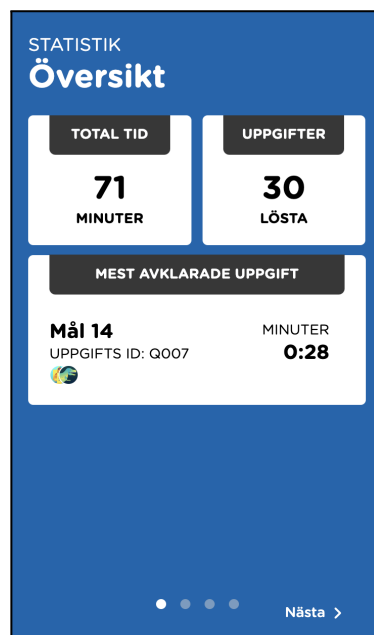 STATISTIK
Översikt
TOTAL TID
71
MINUTER
UPPGIFTER
30
LÖSTA
MEST AVKLARADE UPPGIFT
Mål 14
UPPGIFTS ID: Q007
MINUTER
0:28
Nästa